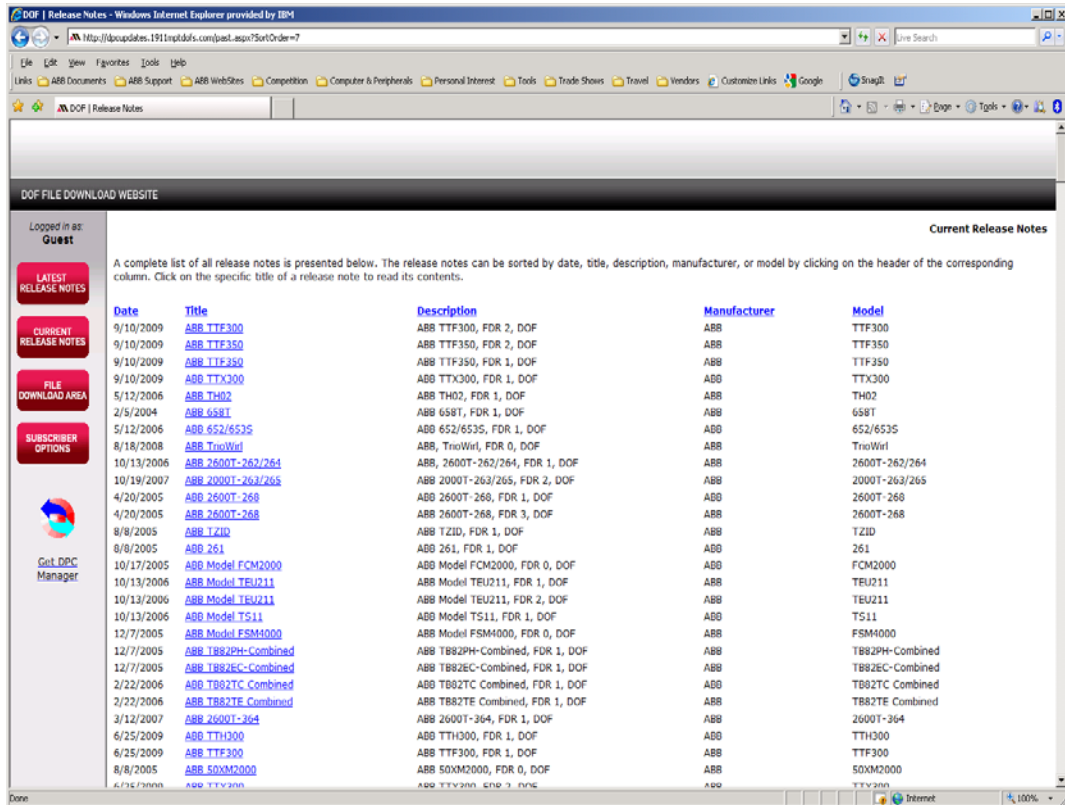 DOF | Release Notes - Windows Internet Explorer provided by IBM
http://dpcupdates.1911mptdofs.com/past.aspx?SortOrder=7
Live Search
File Edit View Favorites Tools Help
Links ABB Documents ABB Support ABB WebSites Competition Computer & Peripherals Personal Interest Tools Trade Shows Travel Vendors Customize Links Google SnagIt
DOF | Release Notes
Page Tools
DOF FILE DOWNLOAD WEBSITE
Logged in as:
Guest
LATEST
RELEASE NOTES
CURRENT
RELEASE NOTES
FILE
DOWNLOAD AREA
SUBSCRIBER
OPTIONS
Get DPC
Manager
Current Release Notes
A complete list of all release notes is presented below. The release notes can be sorted by date, title, description, manufacturer, or model by clicking on the header of the corresponding
column. Click on the specific title of a release note to read its contents.
Date Title Description Manufacturer Model
9/10/2009 ABB TTF300 ABB TTF300, FDR 2, DOF ABB TTF300
9/10/2009 ABB TTF350 ABB TTF350, FDR 2, DOF ABB TTF350
9/10/2009 ABB TTF350 ABB TTF350, FDR 1, DOF ABB TTF350
9/10/2009 ABB TTX300 ABB TTX300, FDR 1, DOF ABB TTX300
5/12/2006 ABB TH02 ABB TH02, FDR 1, DOF ABB TH02
2/5/2004 ABB 658T ABB 658T, FDR 1, DOF ABB 658T
5/12/2006 ABB 652/653S ABB 652/653S, FDR 1, DOF ABB 652/653S
8/18/2008 ABB TrioWirl ABB, TrioWirl, FDR 0, DOF ABB TrioWirl
10/13/2006 ABB 2600T-262/264 ABB, 2600T-262/264, FDR 1, DOF ABB 2600T-262/264
10/19/2007 ABB 2000T-263/265 ABB 2000T-263/265, FDR 2, DOF ABB 2000T-263/265
4/20/2005 ABB 2600T-268 ABB 2600T-268, FDR 1, DOF ABB 2600T-268
4/20/2005 ABB 2600T-268 ABB 2600T-268, FDR 3, DOF ABB 2600T-268
8/8/2005 ABB TZID ABB TZID, FDR 1, DOF ABB TZID
8/8/2005 ABB 261 ABB 261, FDR 1, DOF ABB 261
10/17/2005 ABB Model FCM2000 ABB Model FCM2000, FDR 0, DOF ABB FCM2000
10/13/2006 ABB Model TEU211 ABB Model TEU211, FDR 1, DOF ABB TEU211
10/13/2006 ABB Model TEU211 ABB Model TEU211, FDR 2, DOF ABB TEU211
10/13/2006 ABB Model TS11 ABB Model TS11, FDR 1, DOF ABB TS11
12/7/2005 ABB Model FSM4000 ABB Model FSM4000, FDR 0, DOF ABB FSM4000
12/7/2005 ABB TB82PH-Combined ABB TB82PH-Combined, FDR 1, DOF ABB TB82PH-Combined
12/7/2005 ABB TB82EC-Combined ABB TB82EC-Combined, FDR 1, DOF ABB TB82EC-Combined
2/22/2006 ABB TB82TC Combined ABB TB82TC Combined, FDR 1, DOF ABB TB82TC Combined
2/22/2006 ABB TB82TE Combined ABB TB82TE Combined, FDR 1, DOF ABB TB82TE Combined
3/12/2007 ABB 2600T-364 ABB 2600T-364, FDR 1, DOF ABB 2600T-364
6/25/2009 ABB TTH300 ABB TTH300, FDR 1, DOF ABB TTH300
6/25/2009 ABB TTF300 ABB TTF300, FDR 1, DOF ABB TTF300
8/8/2005 ABB 50XM2000 ABB 50XM2000, FDR 0, DOF ABB 50XM2000
Done Internet 100%